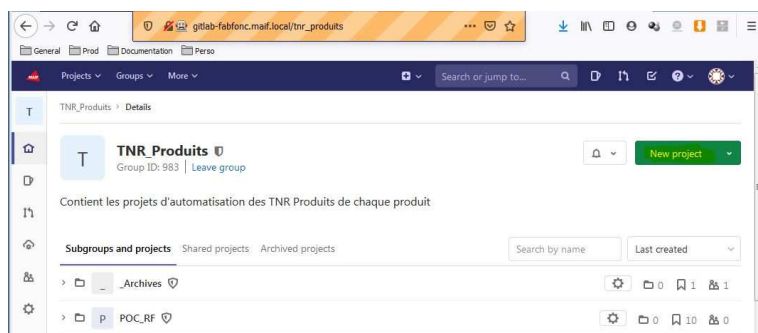 gitlab-fabfonc.maif.local/tnr_produits
General Prod Documentation Perso
MAIF Projects Groups More Search or jump to...
T TNR_Produits > Details
T TNR_Produits
Group ID: 983 | Leave group
New project
Contient les projets d'automatisation des TNR Produits de chaque produit
Subgroups and projects Shared projects Archived projects Search by name Last created
_ _Archives 0 1 1
P POC_RF 0 10 0